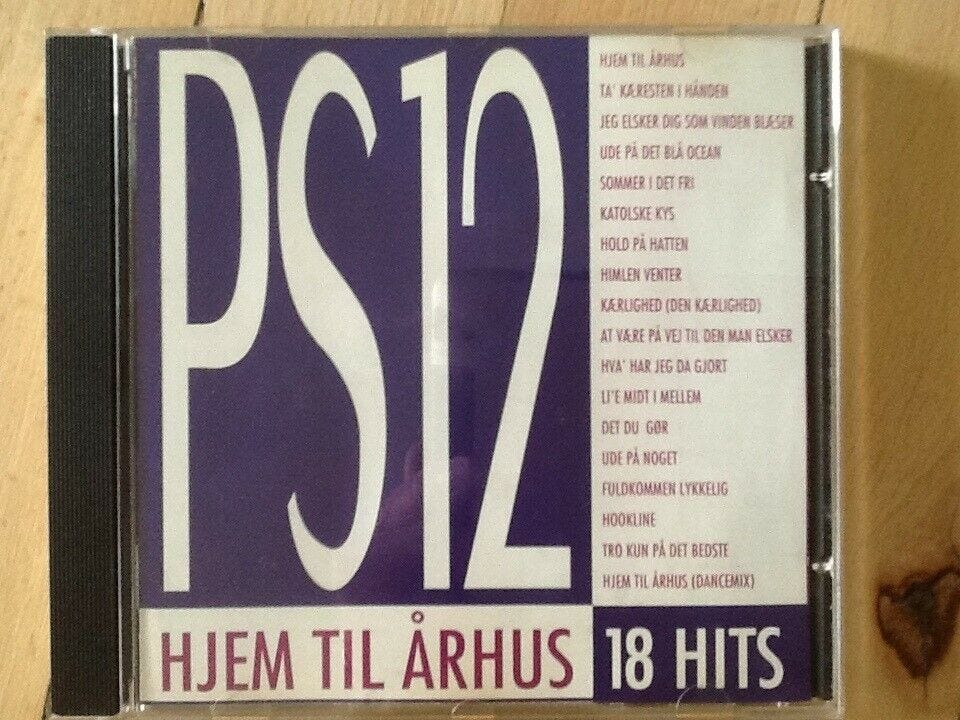 PS12
HJEM TIL ÅRHUS
TA' KÆRESTEN I HÅNDEN
JEG ELSKER DIG SOM VINDEN BLÆSER
UDE PÅ DET BLÅ OCEAN
SOMMER I DET FRI
KATOLSKE KYS
HOLD PÅ HATTEN
HIMLEN VENTER
KÆRLIGHED (DEN KÆRLIGHED)
AT VÆRE PÅ VEJ TIL DEN MAN ELSKER
HVA' HAR JEG DA GJORT
LI'E MIDT I MELLEM
DET DU GØR
UDE PÅ NOGET
FULDKOMMEN LYKKELIG
HOOKLINE
TRO KUN PÅ DET BEDSTE
HJEM TIL ÅRHUS (DANCEMIX)
HJEM TIL ÅRHUS
18 HITS